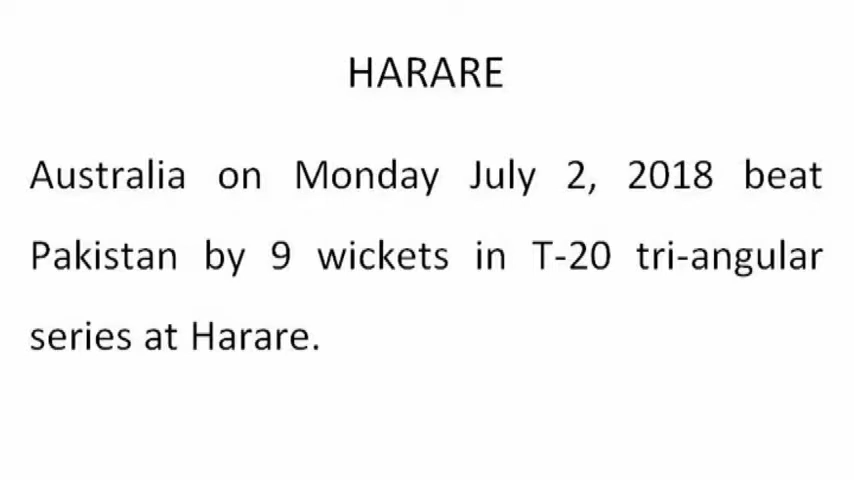 HARARE
Australia on Monday July 2, 2018 beat
Pakistan by 9 wickets in T-20 tri-angular
series at Harare.